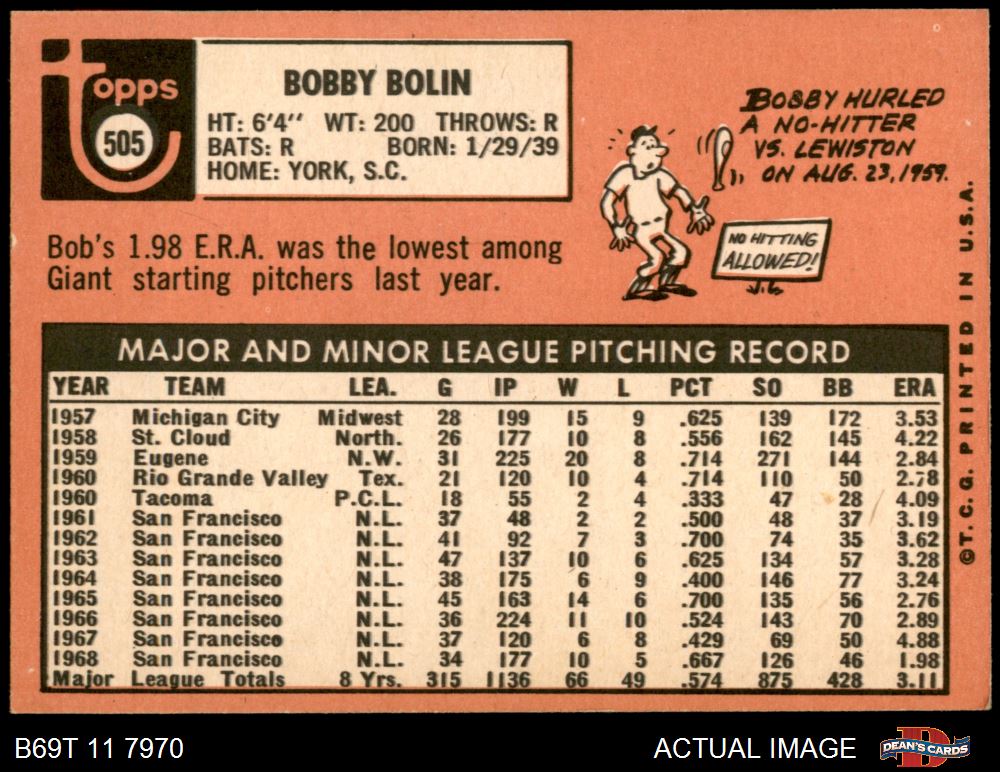 Topps
505
BOBBY BOLIN
HT: 6'4" WT: 200 THROWS: R
BATS: R BORN: 1/29/39
HOME: YORK, S.C.
BOBBY HURLED
A NO-HITTER
VS. LEWISTON
ON AUG. 23, 1959.
NO HITTING
ALLOWED!
Bob's 1.98 E.R.A. was the lowest among
Giant starting pitchers last year.
MAJOR AND MINOR LEAGUE PITCHING RECORD
YEAR TEAM LEA. G IP W L PCT SO BB ERA
1957 Michigan City Midwest 28 199 15 9 .625 139 172 3.53
1958 St. Cloud North. 26 177 10 8 .556 162 145 4.22
1959 Eugene N.W. 31 225 20 8 .714 271 144 2.84
1960 Rio Grande Valley Tex. 21 120 10 4 .714 110 50 2.78
1960 Tacoma P.C.L. 18 55 2 4 .333 47 28 4.09
1961 San Francisco N.L. 37 48 2 2 .500 48 37 3.19
1962 San Francisco N.L. 41 92 7 3 .700 74 35 3.62
1963 San Francisco N.L. 47 137 10 6 .625 134 57 3.28
1964 San Francisco N.L. 38 175 6 9 .400 146 77 3.24
1965 San Francisco N.L. 45 163 14 6 .700 135 56 2.76
1966 San Francisco N.L. 36 224 11 10 .524 143 70 2.89
1967 San Francisco N.L. 37 120 6 8 .429 69 50 4.88
1968 San Francisco N.L. 34 177 10 5 .667 126 46 1.98
Major League Totals 8 Yrs. 315 1136 66 49 .574 875 428 3.11
©T.C.G. PRINTED IN U.S.A.
B69T 11 7970
ACTUAL IMAGE
DEAN'S CARDS